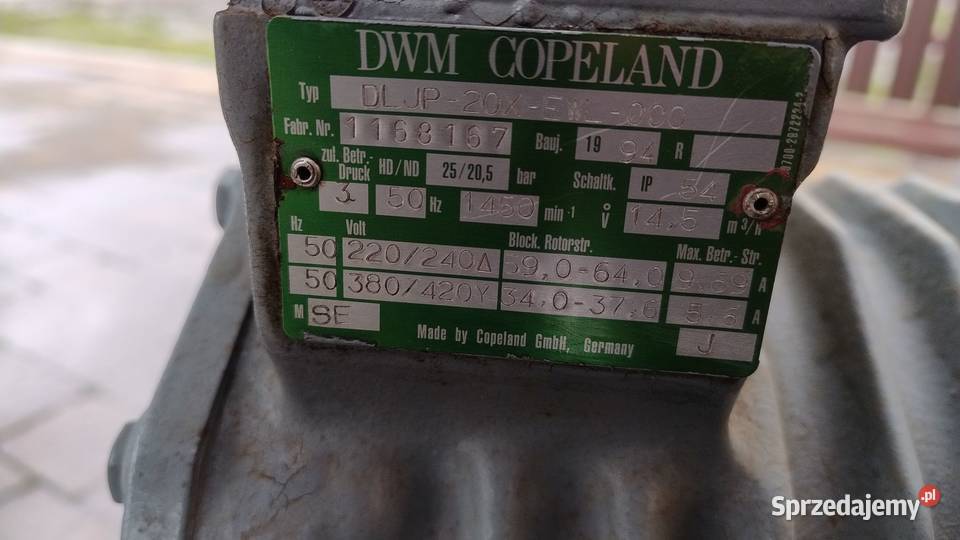 DWM COPELAND
Typ DLJP-20X-EWL-000
Fabr. Nr. 1168167 Bauj. 19 94 R
zul. Betr.-Druck HD/ND 25/20,5 bar Schaltk. IP 54
3 50 Hz 1450 min-1 V̊ 14.5 m³/h
Hz Volt Block. Rotorstr. Max. Betr.-Str.
50 220/240Δ 59,0-64,0 A
50 380/420Y 34,0-37,6 A
M SE
Made by Copeland GmbH, Germany J
Sprzedajemy.pl